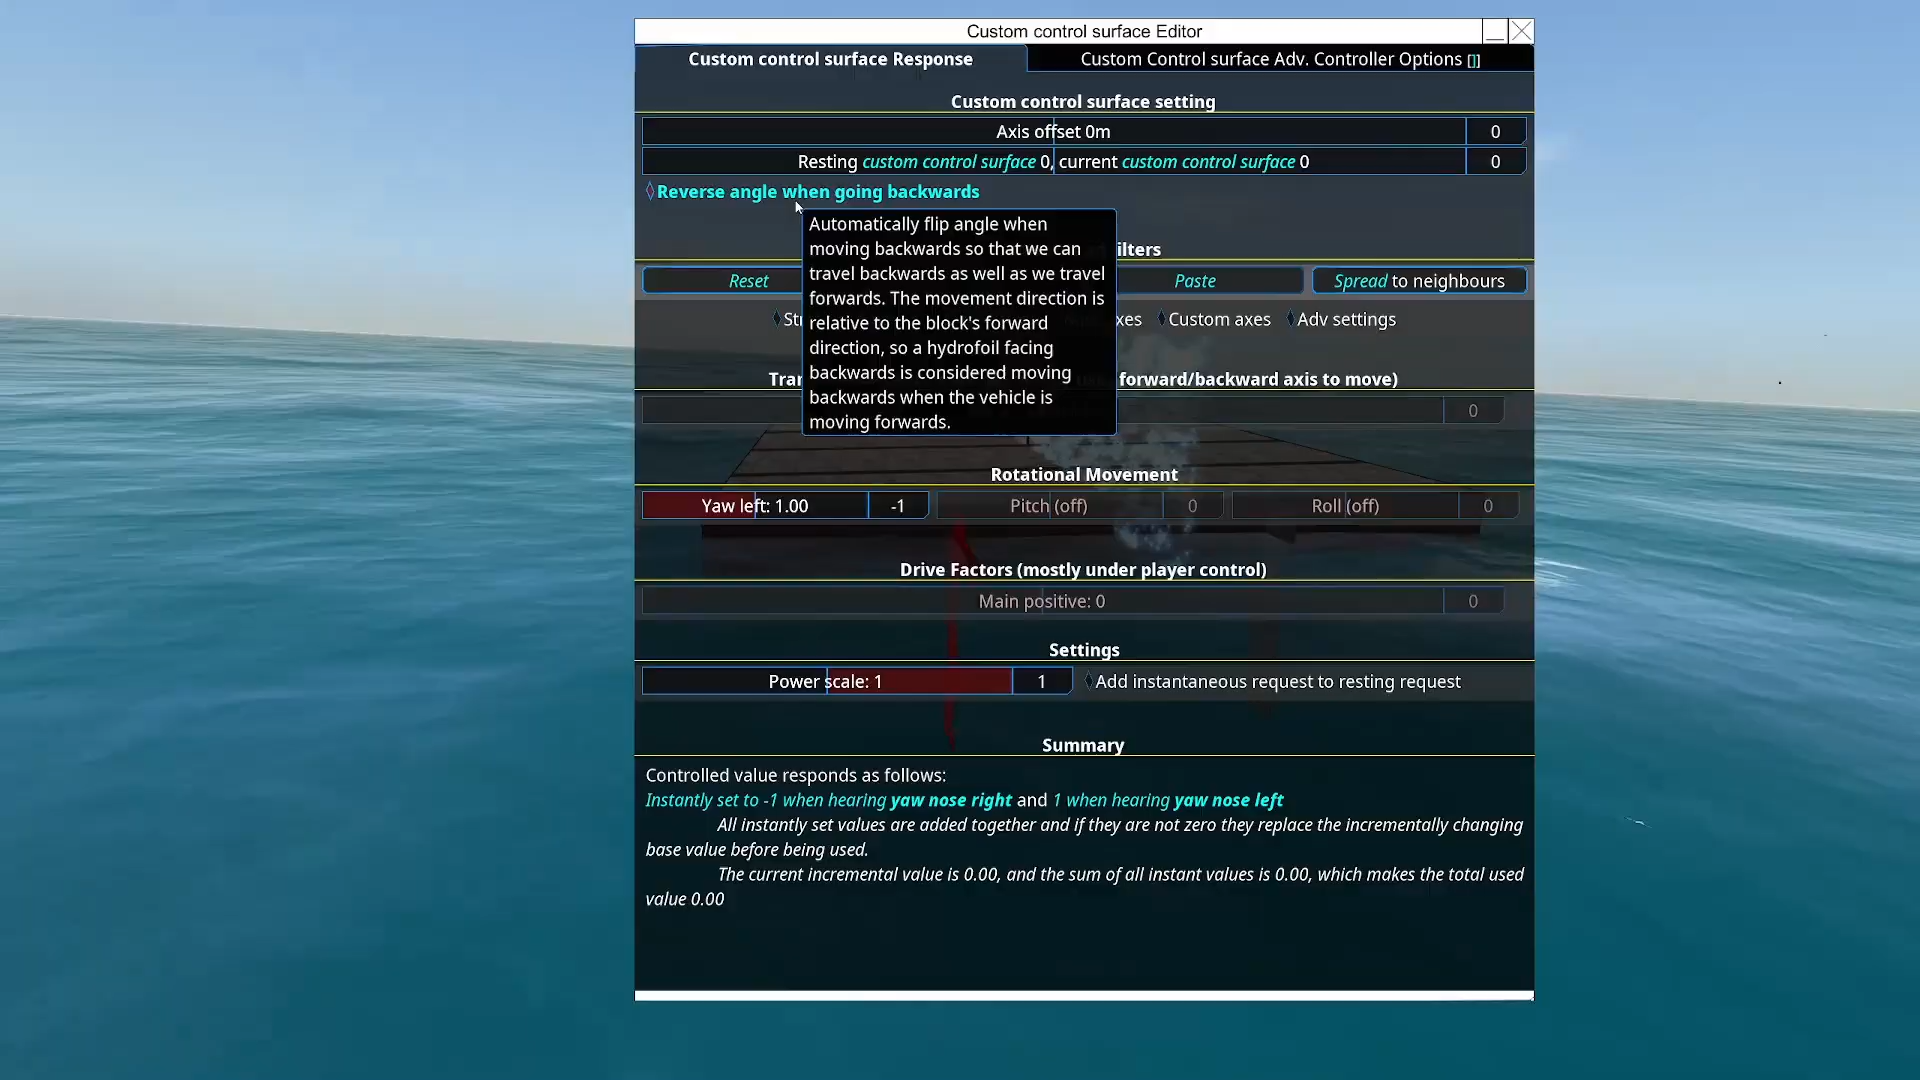 Custom control surface Editor
Custom control surface Response
Custom Control surface Adv. Controller Options []
Custom control surface setting
Axis offset 0m
0
Resting custom control surface 0, current custom control surface 0
0
Reverse angle when going backwards
Automatically flip angle when
moving backwards so that we can
travel backwards as well as we travel
forwards. The movement direction is
relative to the block's forward
direction, so a hydrofoil facing
backwards is considered moving
backwards when the vehicle is
moving forwards.
Reset
Paste
Spread to neighbours
Custom axes
Adv settings
forward/backward axis to move)
0
Rotational Movement
Yaw left: 1.00
-1
Pitch (off)
0
Roll (off)
0
Drive Factors (mostly under player control)
Main positive: 0
0
Settings
Power scale: 1
1
Add instantaneous request to resting request
Summary
Controlled value responds as follows:
Instantly set to -1 when hearing yaw nose right and 1 when hearing yaw nose left
All instantly set values are added together and if they are not zero they replace the incrementally changing
base value before being used.
The current incremental value is 0.00, and the sum of all instant values is 0.00, which makes the total used
value 0.00